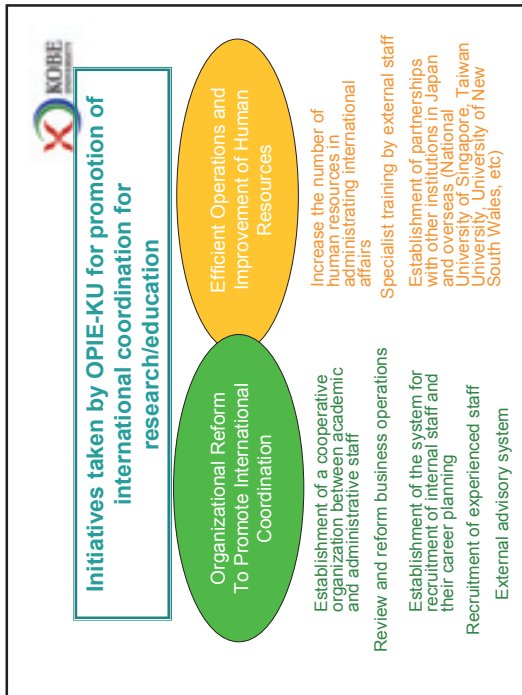 KOBE
UNIVERSITY
Initiatives taken by OPIE-KU for promotion of
international coordination for
research/education
Organizational Reform
To Promote International
Coordination
Establishment of a cooperative
organization between academic
and administrative staff
Review and reform business operations
Establishment of the system for
recruitment of internal staff and
their career planning
Recruitment of experienced staff
External advisory system
Efficient Operations and
Improvement of Human
Resources
Increase the number of
human resources in
administrating international
affairs
Specialist training by external staff
Establishment of partnerships
with other institutions in Japan
and overseas (National
University of Singapore, Taiwan
University, University of New
South Wales, etc)